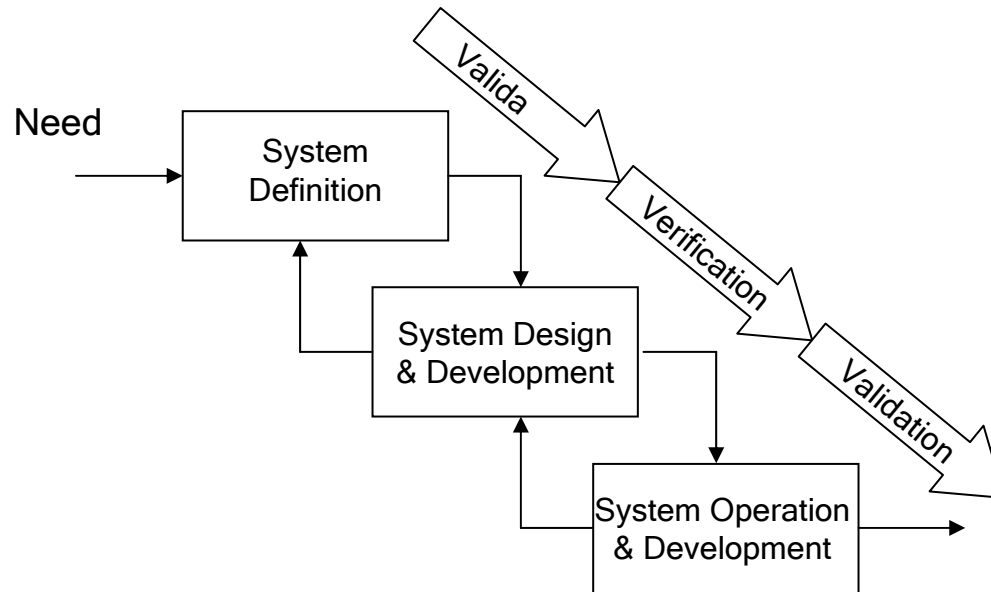 Need
System
Definition
Valida
Verification
Validation
System Design
& Development
System Operation
& Development